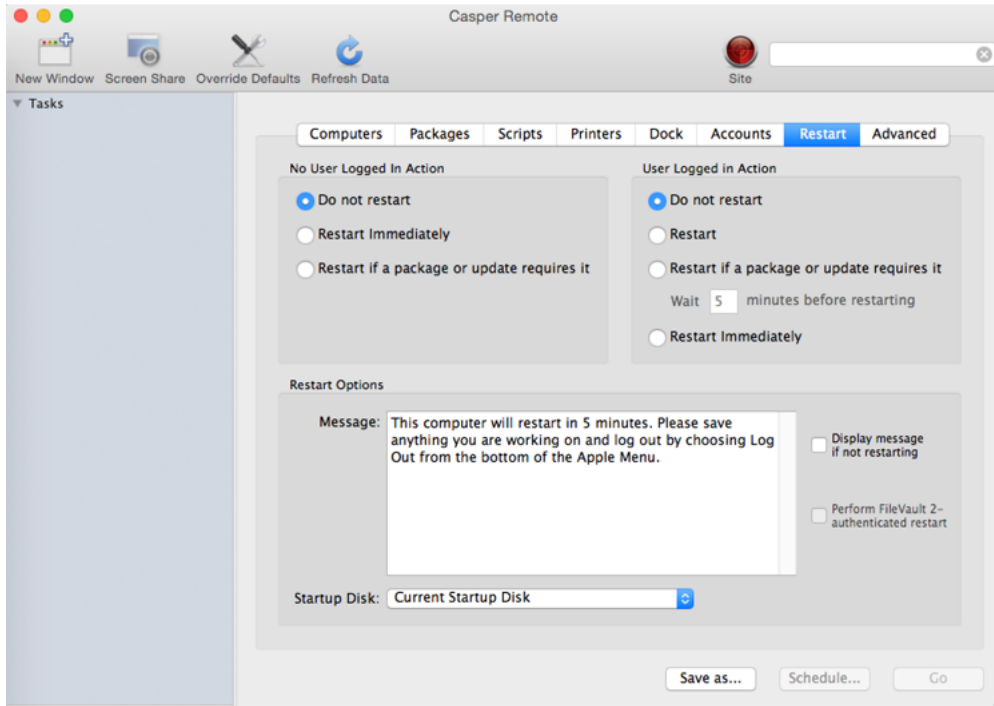 Casper Remote
New Window Screen Share Override Defaults Refresh Data Site
Tasks
Computers Packages Scripts Printers Dock Accounts Restart Advanced
No User Logged In Action
Do not restart
Restart Immediately
Restart if a package or update requires it
User Logged in Action
Do not restart
Restart
Restart if a package or update requires it
Wait 5 minutes before restarting
Restart Immediately
Restart Options
Message:
This computer will restart in 5 minutes. Please save
anything you are working on and log out by choosing Log
Out from the bottom of the Apple Menu.
Display message
if not restarting
Perform FileVault 2-
authenticated restart
Startup Disk: Current Startup Disk
Save as... Schedule... Go